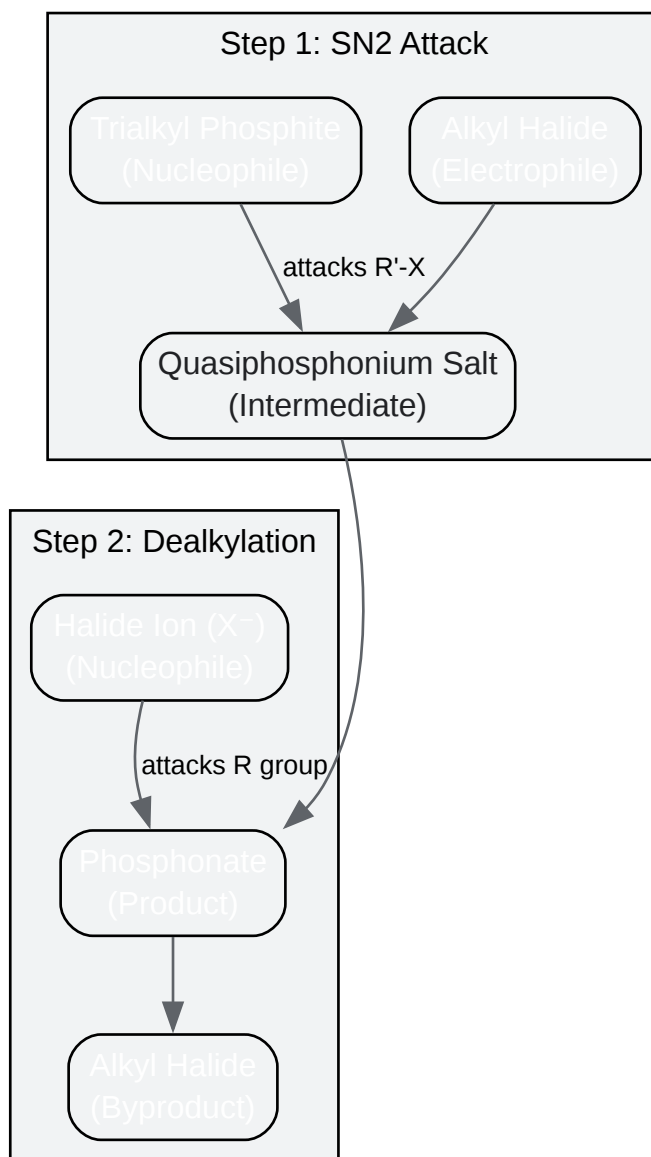 Step 1: SN2 Attack
Trialkyl Phosphite
(Nucleophile)
Alkyl Halide
(Electrophile)
attacks R'-X
Quasiphosphonium Salt
(Intermediate)
Step 2: Dealkylation
Halide Ion (X⁻)
(Nucleophile)
attacks R group
Phosphonate
(Product)
Alkyl Halide
(Byproduct)